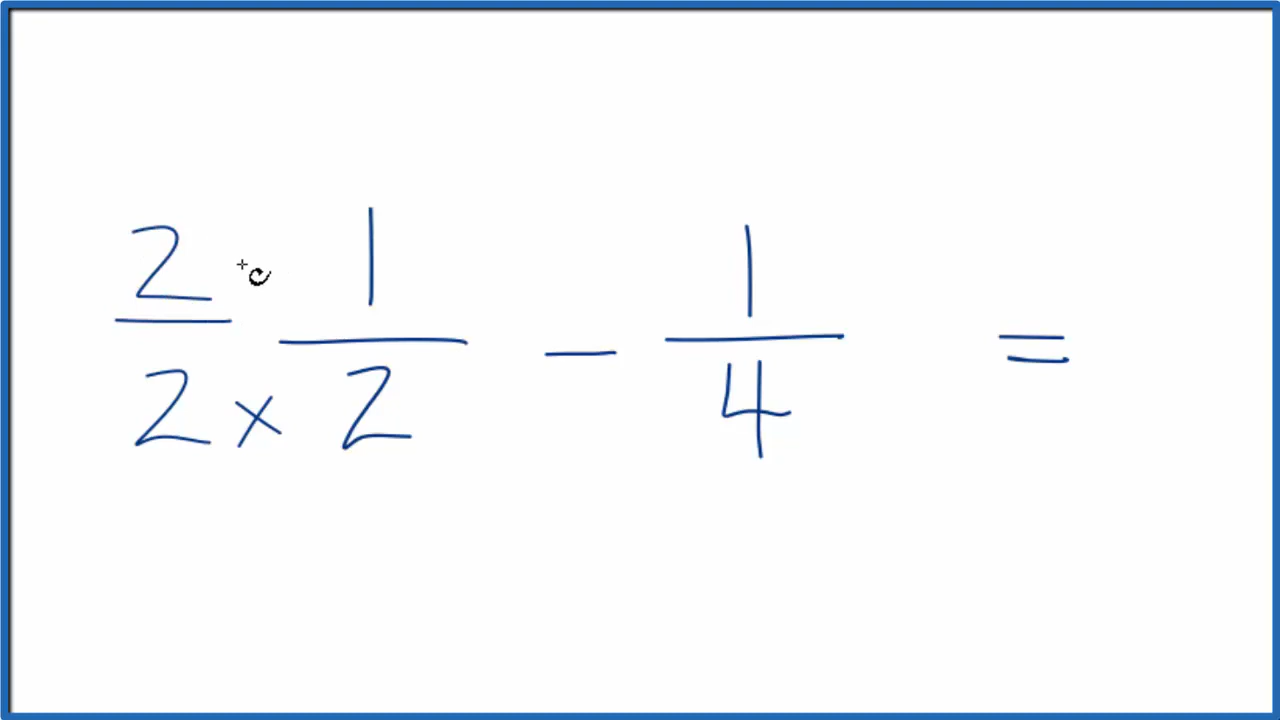 2/2 × 1/2 − 1/4 =